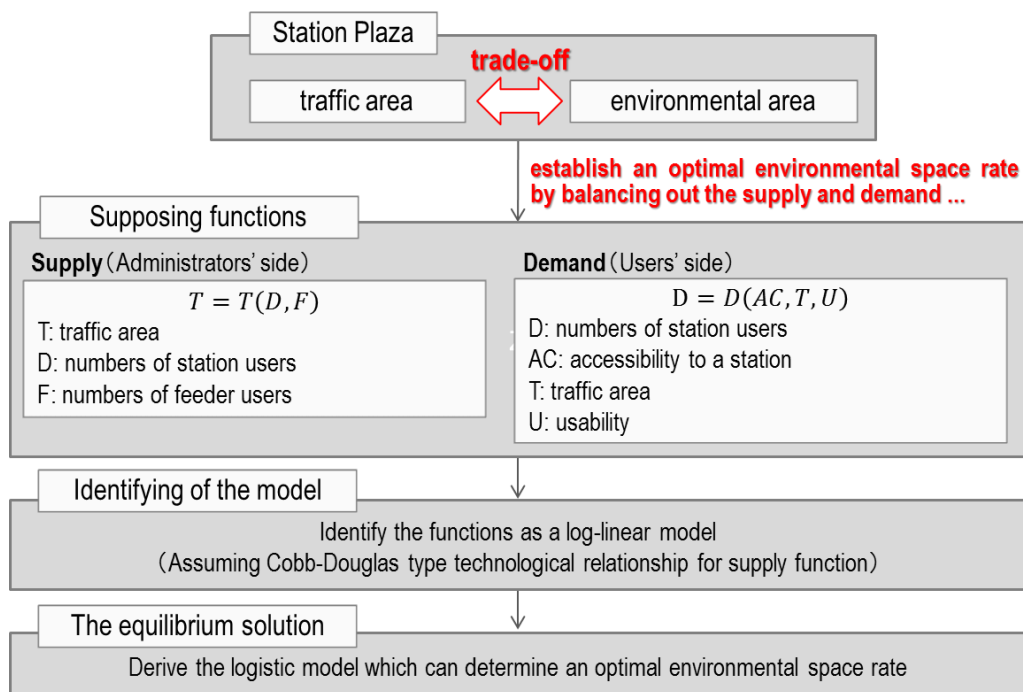 Station Plaza
trade-off
traffic area
environmental area
establish an optimal environmental space rate
by balancing out the supply and demand ...
Supposing functions
Supply(Administrators' side)
T = T(D, F)
T: traffic area
D: numbers of station users
F: numbers of feeder users
Demand(Users' side)
D = D(AC, T, U)
D: numbers of station users
AC: accessibility to a station
T: traffic area
U: usability
Identifying of the model
Identify the functions as a log-linear model
(Assuming Cobb-Douglas type technological relationship for supply function)
The equilibrium solution
Derive the logistic model which can determine an optimal environmental space rate